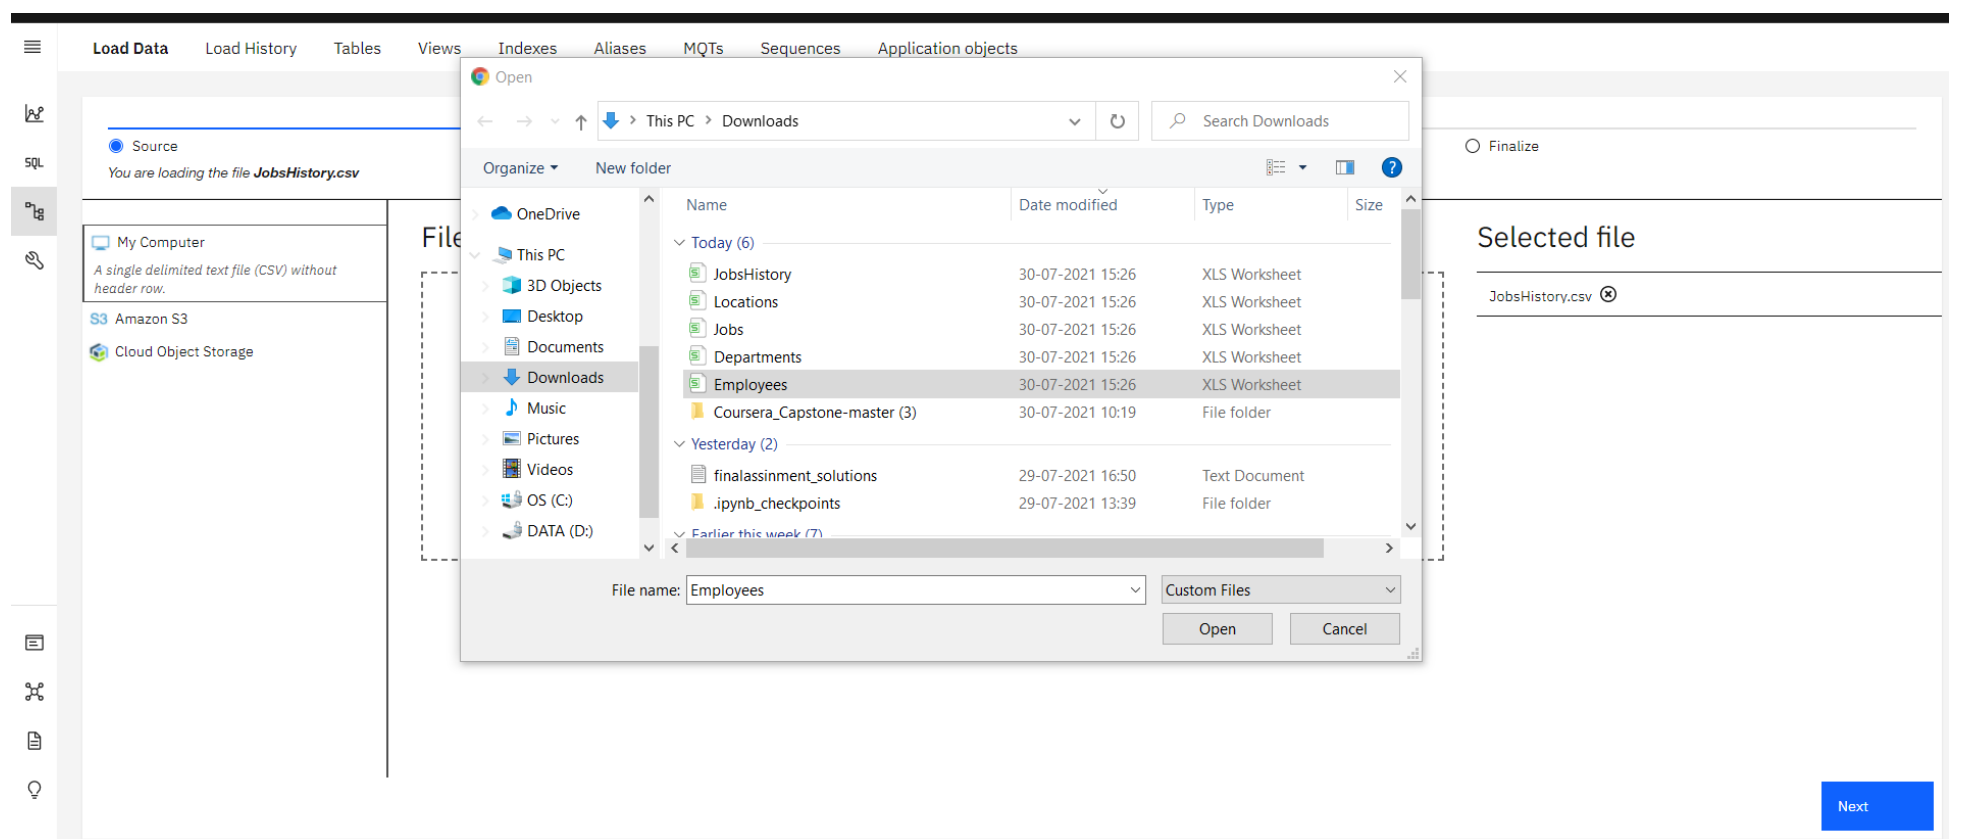 Load Data Load History Tables Views Indexes Aliases MQTs Sequences Application objects
Open
This PC > Downloads
Search Downloads
Organize New folder
?
Source
You are loading the file JobsHistory.csv
Finalize
SQL
My Computer
A single delimited text file (CSV) without
header row.
S3 Amazon S3
Cloud Object Storage
File
OneDrive
This PC
3D Objects
Desktop
Documents
Downloads
Music
Pictures
Videos
OS (C:)
DATA (D:)
Name Date modified Type Size
Today (6)
JobsHistory 30-07-2021 15:26 XLS Worksheet
Locations 30-07-2021 15:26 XLS Worksheet
Jobs 30-07-2021 15:26 XLS Worksheet
Departments 30-07-2021 15:26 XLS Worksheet
Employees 30-07-2021 15:26 XLS Worksheet
Coursera_Capstone-master (3) 30-07-2021 10:19 File folder
Yesterday (2)
finalassinment_solutions 29-07-2021 16:50 Text Document
.ipynb_checkpoints 29-07-2021 13:39 File folder
Earlier this week (7)
File name: Employees Custom Files
Open Cancel
Selected file
JobsHistory.csv
Next